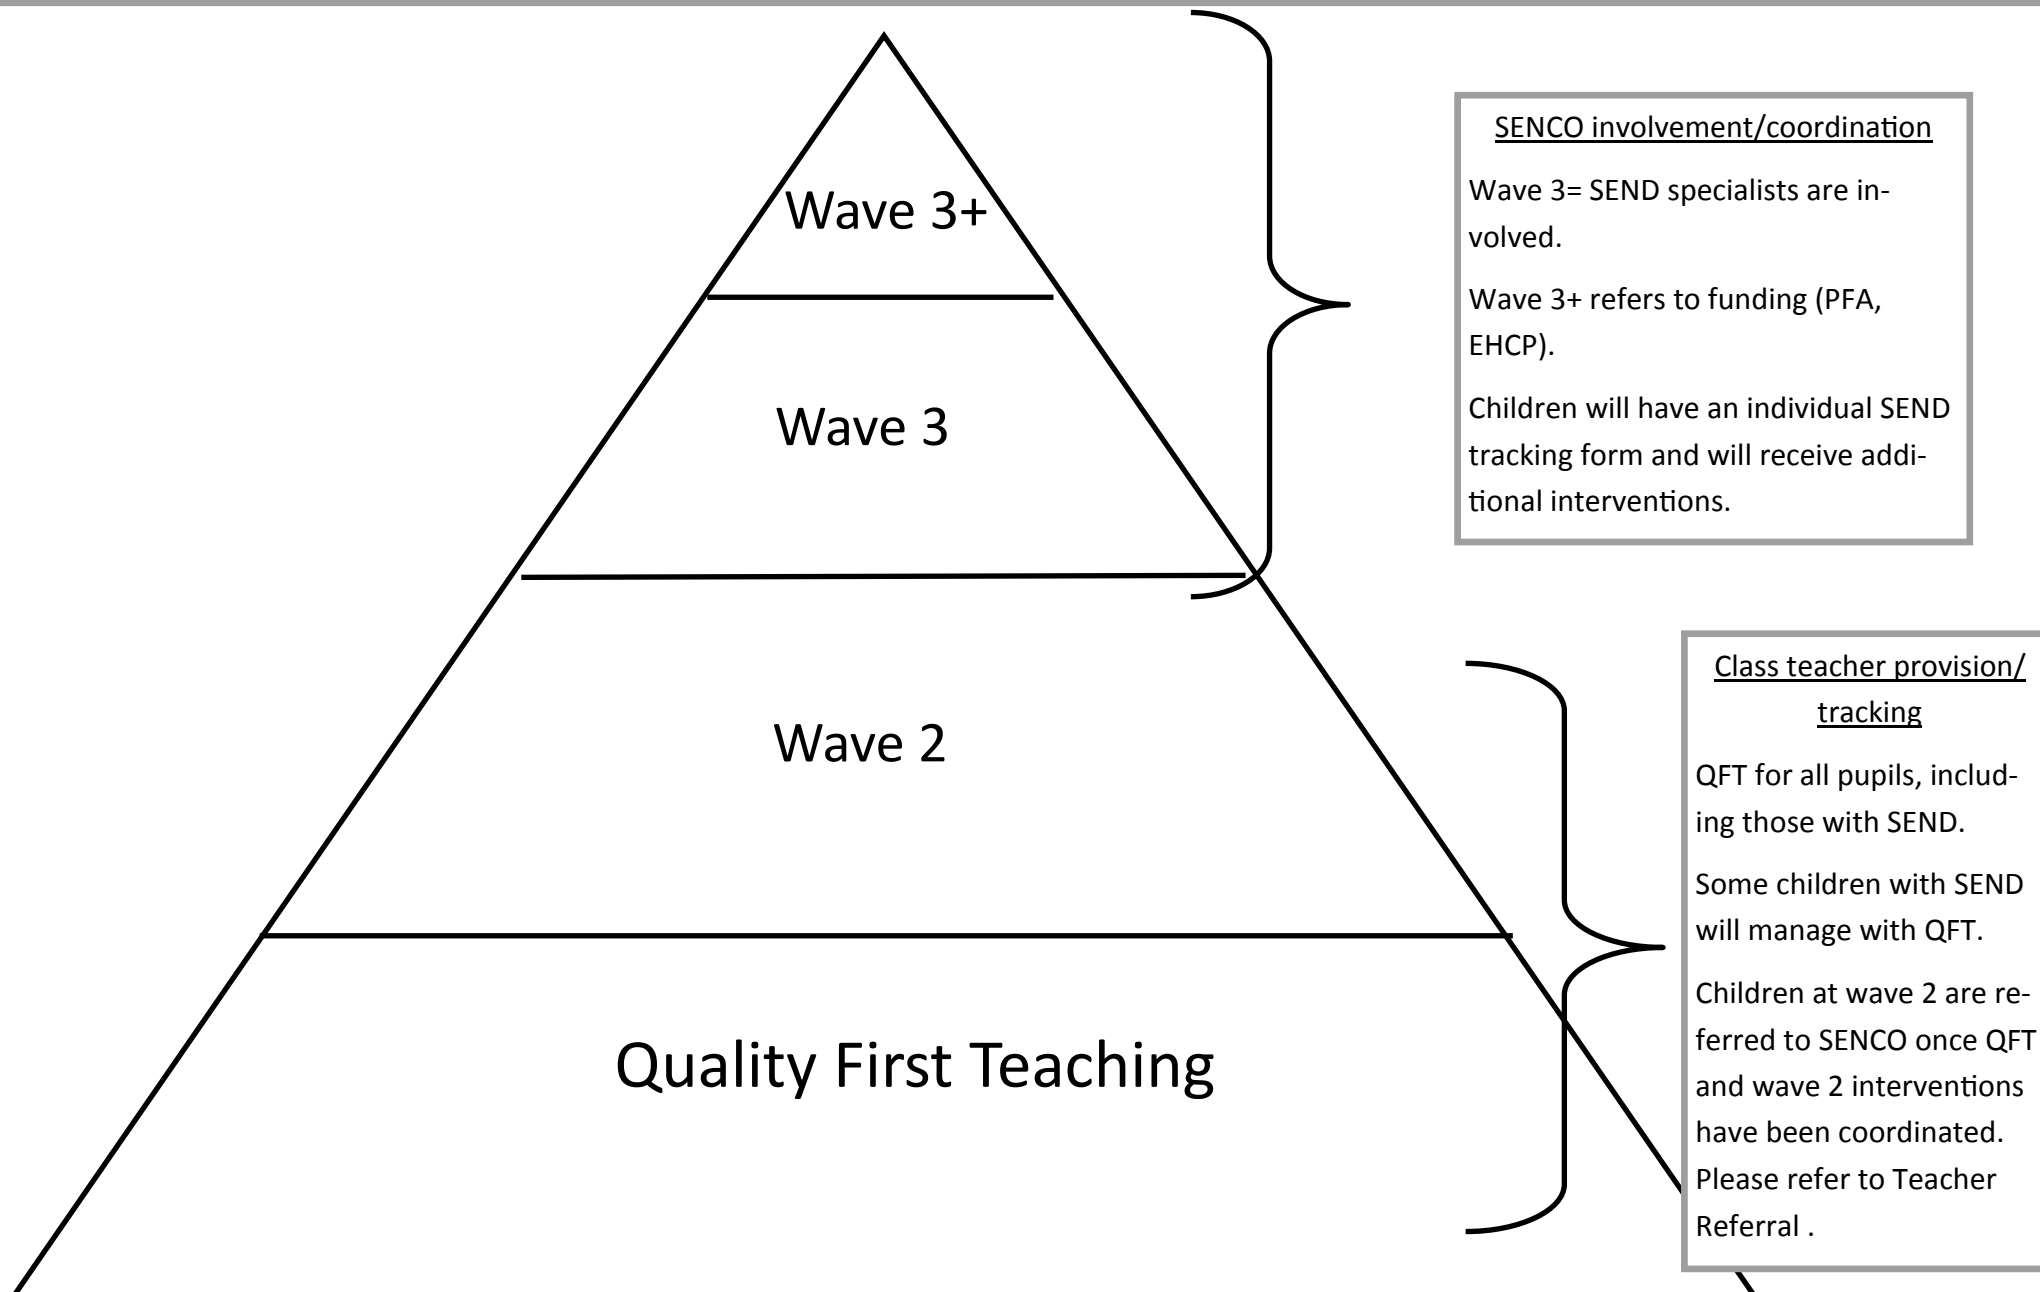 Wave 3+
Wave 3
Wave 2
Quality First Teaching
SENCO involvement/coordination
Wave 3= SEND specialists are in-
volved.
Wave 3+ refers to funding (PFA,
EHCP).
Children will have an individual SEND
tracking form and will receive addi-
tional interventions.
Class teacher provision/
tracking
QFT for all pupils, includ-
ing those with SEND.
Some children with SEND
will manage with QFT.
Children at wave 2 are re-
ferred to SENCO once QFT
and wave 2 interventions
have been coordinated.
Please refer to Teacher
Referral .